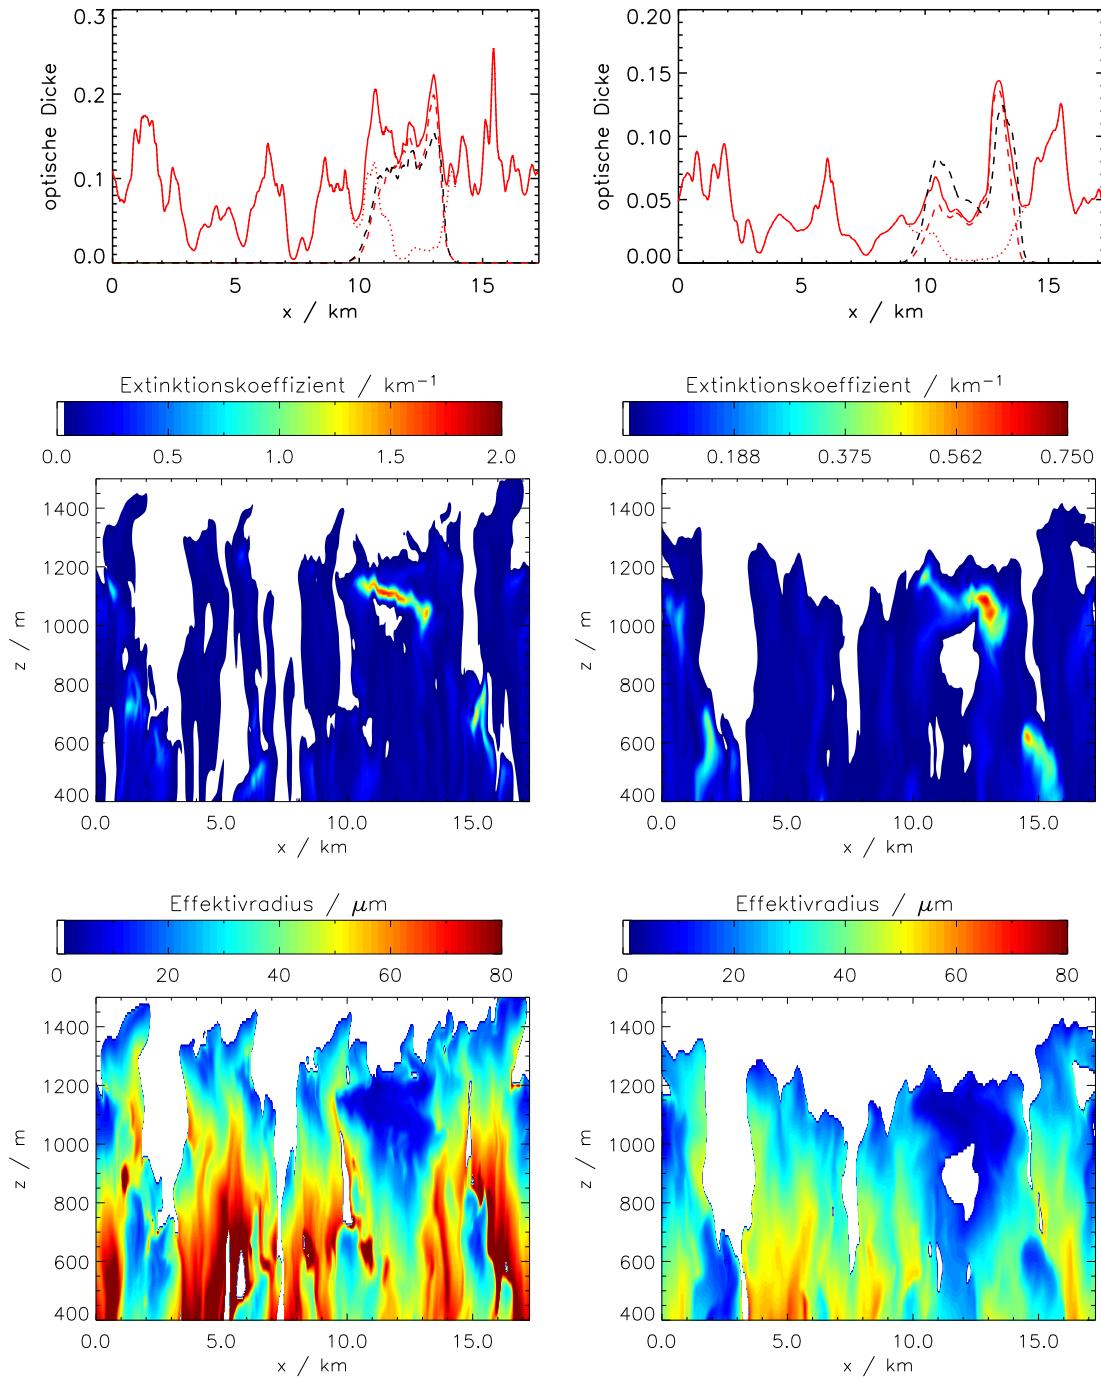 0.3
0.2
0.1
0.0
optische Dicke
0 5 10 15
x / km
0.20
0.15
0.10
0.05
0.00
optische Dicke
0 5 10 15
x / km
Extinktionskoeffizient / km⁻¹
0.0 0.5 1.0 1.5 2.0
1400
1200
1000
800
600
400
z / m
0.0 5.0 10.0 15.0
x / km
Extinktionskoeffizient / km⁻¹
0.000 0.188 0.375 0.562 0.750
1400
1200
1000
800
600
400
z / m
0.0 5.0 10.0 15.0
x / km
Effektivradius / μm
0 20 40 60 80
1400
1200
1000
800
600
400
z / m
0.0 5.0 10.0 15.0
x / km
Effektivradius / μm
0 20 40 60 80
1400
1200
1000
800
600
400
z / m
0.0 5.0 10.0 15.0
x / km